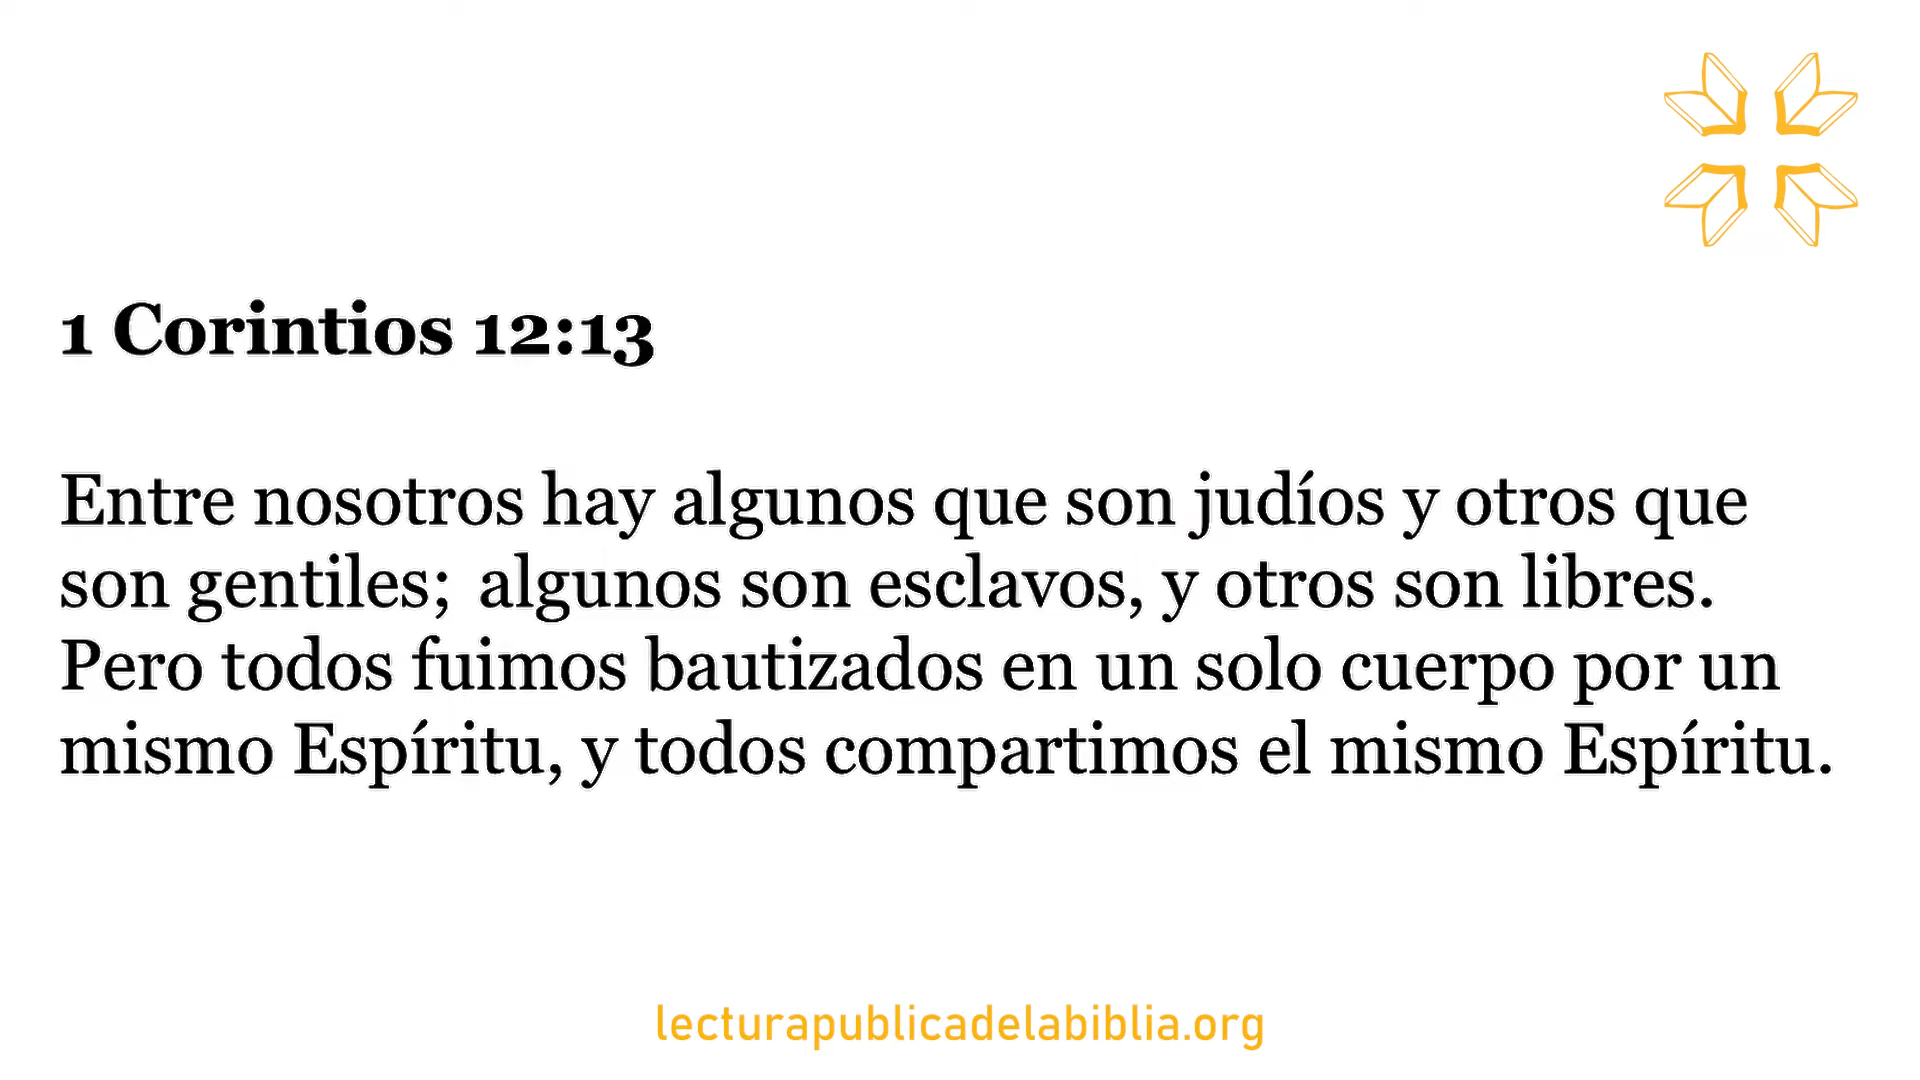 1 Corintios 12:13
Entre nosotros hay algunos que son judíos y otros que
son gentiles; algunos son esclavos, y otros son libres.
Pero todos fuimos bautizados en un solo cuerpo por un
mismo Espíritu, y todos compartimos el mismo Espíritu.
lecturapublicadelabiblia.org